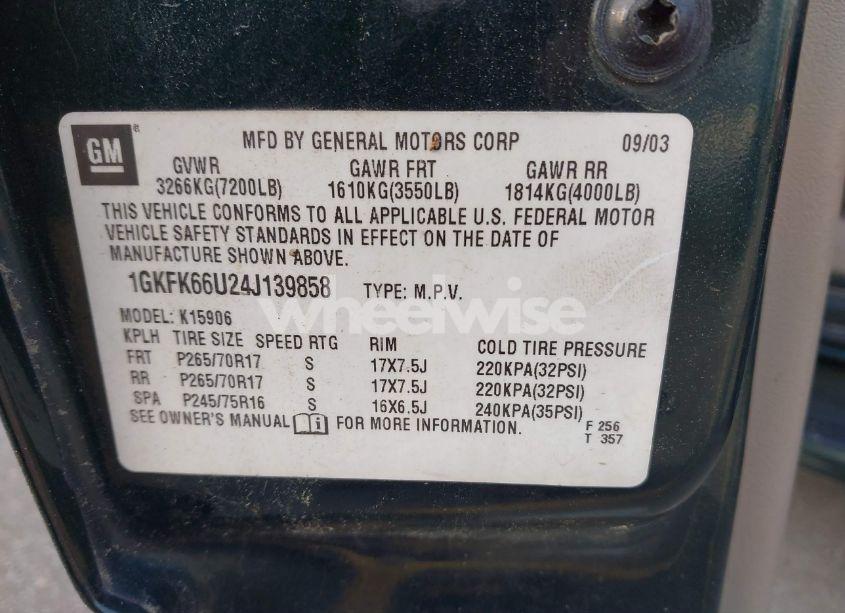 GM
MFD BY GENERAL MOTORS CORP 09/03
GVWR GAWR FRT GAWR RR
3266KG(7200LB) 1610KG(3550LB) 1814KG(4000LB)
THIS VEHICLE CONFORMS TO ALL APPLICABLE U.S. FEDERAL MOTOR
VEHICLE SAFETY STANDARDS IN EFFECT ON THE DATE OF
MANUFACTURE SHOWN ABOVE.
1GKFK66U24J139858 TYPE: M.P.V.
wheelwise
MODEL: K15906
KPLH TIRE SIZE SPEED RTG RIM COLD TIRE PRESSURE
FRT P265/70R17 S 17X7.5J 220KPA(32PSI)
RR P265/70R17 S 17X7.5J 220KPA(32PSI)
SPA P245/75R16 S 16X6.5J 240KPA(35PSI)
SEE OWNER'S MANUAL FOR MORE INFORMATION.
F 256
T 357